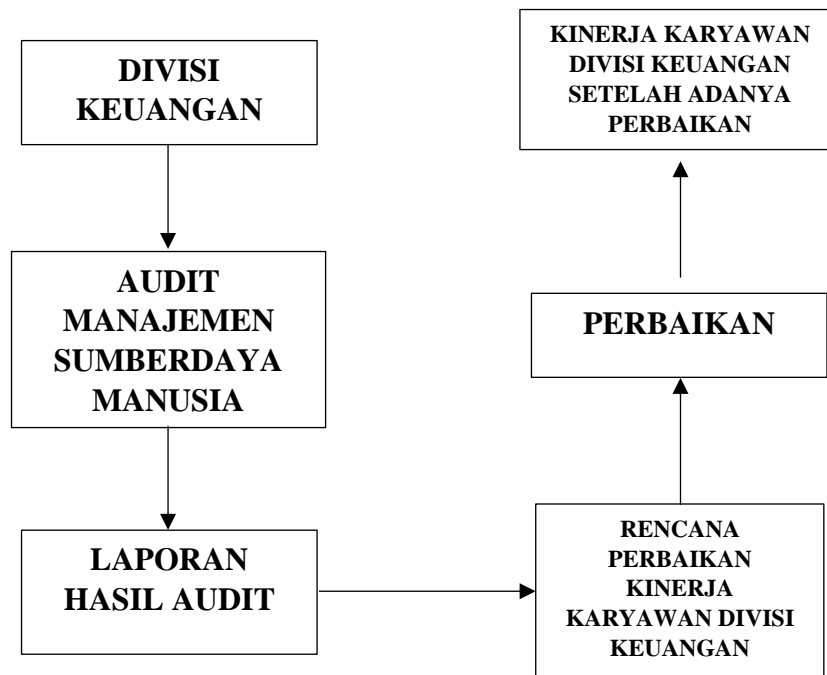 DIVISI
KEUANGAN
AUDIT
MANAJEMEN
SUMBERDAYA
MANUSIA
LAPORAN
HASIL AUDIT
RENCANA
PERBAIKAN
KINERJA
KARYAWAN DIVISI
KEUANGAN
PERBAIKAN
KINERJA KARYAWAN
DIVISI KEUANGAN
SETELAH ADANYA
PERBAIKAN